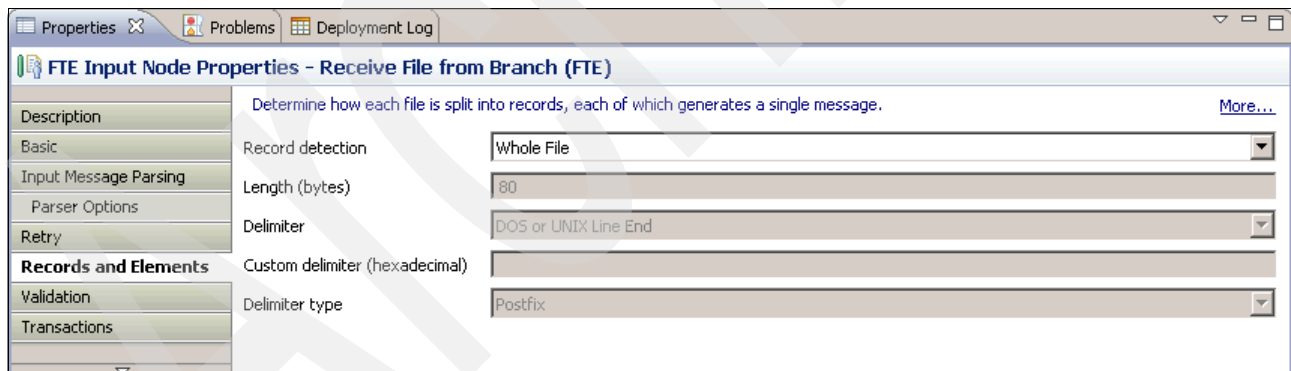 Properties Problems Deployment Log
FTE Input Node Properties - Receive File from Branch (FTE)
Description
Basic
Input Message Parsing
Parser Options
Retry
Records and Elements
Validation
Transactions
Determine how each file is split into records, each of which generates a single message. More...
Record detection Whole File
Length (bytes) 80
Delimiter DOS or UNIX Line End
Custom delimiter (hexadecimal)
Delimiter type Postfix